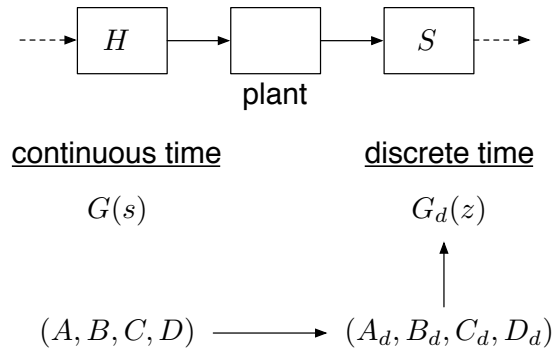 H S
plant
continuous time discrete time
G(s) G_d(z)
(A, B, C, D) (A_d, B_d, C_d, D_d)